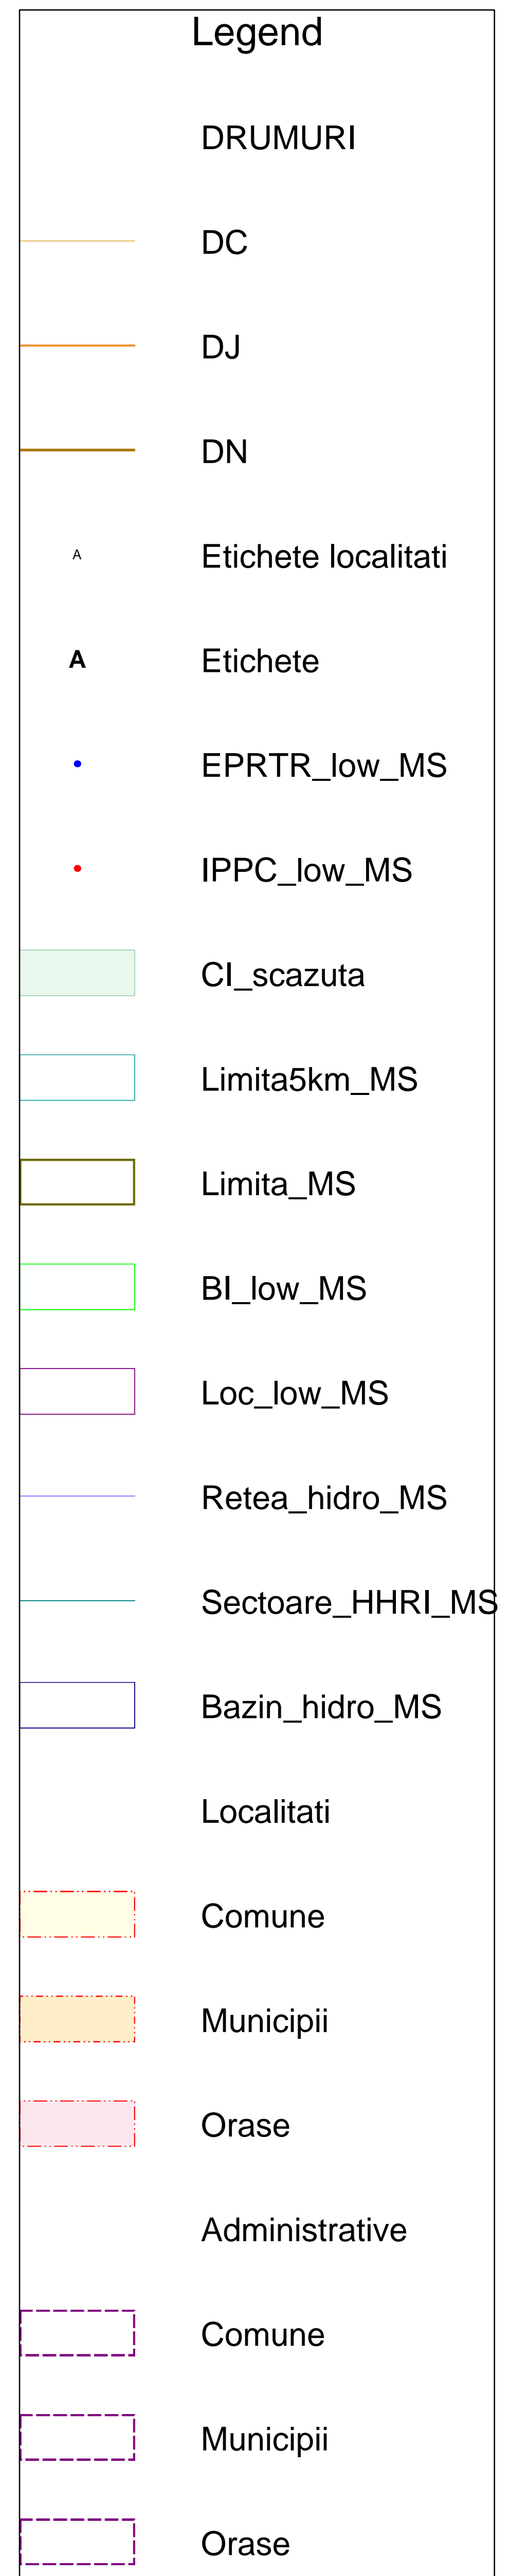 Legend
DRUMURI
DC
DJ
DN
A Etichete localitati
A Etichete
EPRTR_low_MS
IPPC_low_MS
CI_scazuta
Limita5km_MS
Limita_MS
BI_low_MS
Loc_low_MS
Retea_hidro_MS
Sectoare_HHRI_MS
Bazin_hidro_MS
Localitati
Comune
Municipii
Orase
Administrative
Comune
Municipii
Orase